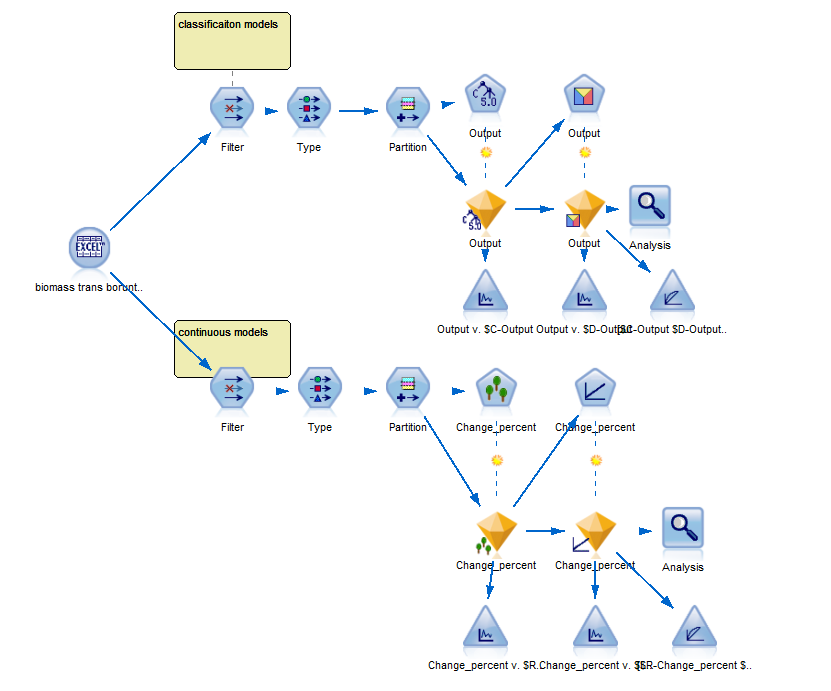 classificaiton models
C 5.0
Output
Output
Filter
Type
Partition
EXCEL
C 5.0
Output
Output
Analysis
biomass trans borunt..
Output v. $C-Output
Output v. $D-Output
$C-Output $D-Output..
continuous models
Filter
Type
Partition
Change_percent
Change_percent
Change_percent
Change_percent
Analysis
Change_percent v. $R..
Change_percent v. $
-Change_percent $..